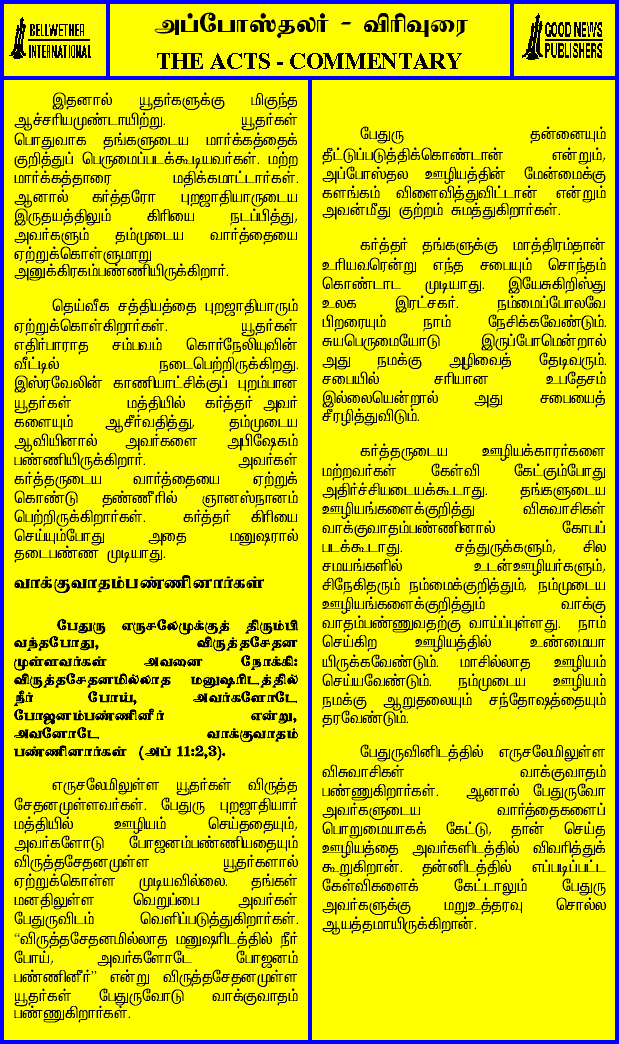 BELLWETHER
INTERNATIONAL
அப்போஸ்தலர் - விரிவுரை
THE ACTS - COMMENTARY
GOOD NEWS
PUBLISHERS
இதனால் யூதர்களுக்கு மிகுந்த
ஆச்சரியமுண்டாயிற்று. யூதர்கள்
பொதுவாக தங்களுடைய மார்க்கத்தைக்
குறித்துப் பெருமைப்படக்கூடியவர்கள். மற்ற
மார்க்கத்தாரை மதிக்கமாட்டார்கள்.
ஆனால் கர்த்தரோ புறஜாதியாருடைய
இருதயத்திலும் கிரியை நடப்பித்து,
அவர்களும் தம்முடைய வார்த்தையை
ஏற்றுக்கொள்ளுமாறு
அனுக்கிரகம்பண்ணியிருக்கிறார்.
தெய்வீக சத்தியத்தை புறஜாதியாரும்
ஏற்றுக்கொள்கிறார்கள். யூதர்கள்
எதிர்பாராத சம்பவம் கொர்நேலியுவின்
வீட்டில் நடைபெற்றிருக்கிறது.
இஸ்ரவேலின் காணியாட்சிக்குப் புறம்பான
யூதர்கள் மத்தியில் கர்த்தர் அவர்
களையும் ஆசீர்வதித்து, தம்முடைய
ஆவியினால் அவர்களை அபிஷேகம்
பண்ணியிருக்கிறார். அவர்கள்
கர்த்தருடைய வார்த்தையை ஏற்றுக்
கொண்டு தண்ணீரில் ஞானஸ்நானம்
பெற்றிருக்கிறார்கள். கர்த்தர் கிரியை
செய்யும்போது அதை மனுஷரால்
தடைபண்ண முடியாது.
வாக்குவாதம்பண்ணினார்கள்
பேதுரு எருசலேமுக்குத் திரும்பி
வந்தபோது, விருத்தசேதன
முள்ளவர்கள் அவனை நோக்கி:
விருத்தசேதனமில்லாத மனுஷரிடத்தில்
நீர் போய், அவர்களோடே
போஜனம்பண்ணினீர் என்று,
அவனோடே வாக்குவாதம்
பண்ணினார்கள் (அப் 11:2,3).
எருசலேமிலுள்ள யூதர்கள் விருத்த
சேதனமுள்ளவர்கள். பேதுரு புறஜாதியார்
மத்தியில் ஊழியம் செய்ததையும்,
அவர்களோடு போஜனம்பண்ணியதையும்
விருத்தசேதனமுள்ள யூதர்களால்
ஏற்றுக்கொள்ள முடியவில்லை. தங்கள்
மனதிலுள்ள வெறுப்பை அவர்கள்
பேதுருவிடம் வெளிப்படுத்துகிறார்கள்.
“விருத்தசேதனமில்லாத மனுஷரிடத்தில் நீர்
போய், அவர்களோடே போஜனம்
பண்ணினீர்” என்று விருத்தசேதனமுள்ள
யூதர்கள் பேதுருவோடு வாக்குவாதம்
பண்ணுகிறார்கள்.
பேதுரு தன்னையும்
தீட்டுப்படுத்திக்கொண்டான் என்றும்,
அப்போஸ்தல ஊழியத்தின் மேன்மைக்கு
களங்கம் விளைவித்துவிட்டான் என்றும்
அவன்மீது குற்றம் சுமத்துகிறார்கள்.
கர்த்தர் தங்களுக்கு மாத்திரம்தான்
உரியவரென்று எந்த சபையும் சொந்தம்
கொண்டாட முடியாது. இயேசுகிறிஸ்து
உலக இரட்சகர். நம்மைப்போலவே
பிறரையும் நாம் நேசிக்கவேண்டும்.
சுயபெருமையோடு இருப்போமென்றால்
அது நமக்கு அழிவைத் தேடிவரும்.
சபையில் சரியான உபதேசம்
இல்லையென்றால் அது சபையைத்
சீரழித்துவிடும்.
கர்த்தருடைய ஊழியக்காரர்களை
மற்றவர்கள் கேள்வி கேட்கும்போது
அதிர்ச்சியடையக்கூடாது. தங்களுடைய
ஊழியங்களைக்குறித்து விசுவாசிகள்
வாக்குவாதம்பண்ணினால் கோபப்
படக்கூடாது. சத்துருக்களும், சில
சமயங்களில் உடன்ஊழியர்களும்,
சிநேகிதரும் நம்மைக்குறித்தும், நம்முடைய
ஊழியங்களைக்குறித்தும் வாக்கு
வாதம்பண்ணுவதற்கு வாய்ப்புள்ளது. நாம்
செய்கிற ஊழியத்தில் உண்மையா
யிருக்கவேண்டும். மாசில்லாத ஊழியம்
செய்யவேண்டும். நம்முடைய ஊழியம்
நமக்கு ஆறுதலையும் சந்தோஷத்தையும்
தரவேண்டும்.
பேதுருவினிடத்தில் எருசலேமிலுள்ள
விசுவாசிகள் வாக்குவாதம்
பண்ணுகிறார்கள். ஆனால் பேதுருவோ
அவர்களுடைய வார்த்தைகளைப்
பொறுமையாகக் கேட்டு, தான் செய்த
ஊழியத்தை அவர்களிடத்தில் விவரித்துக்
கூறுகிறான். தன்னிடத்தில் எப்படிப்பட்ட
கேள்விகளைக் கேட்டாலும் பேதுரு
அவர்களுக்கு மறுஉத்தரவு சொல்ல
ஆயத்தமாயிருக்கிறான்.